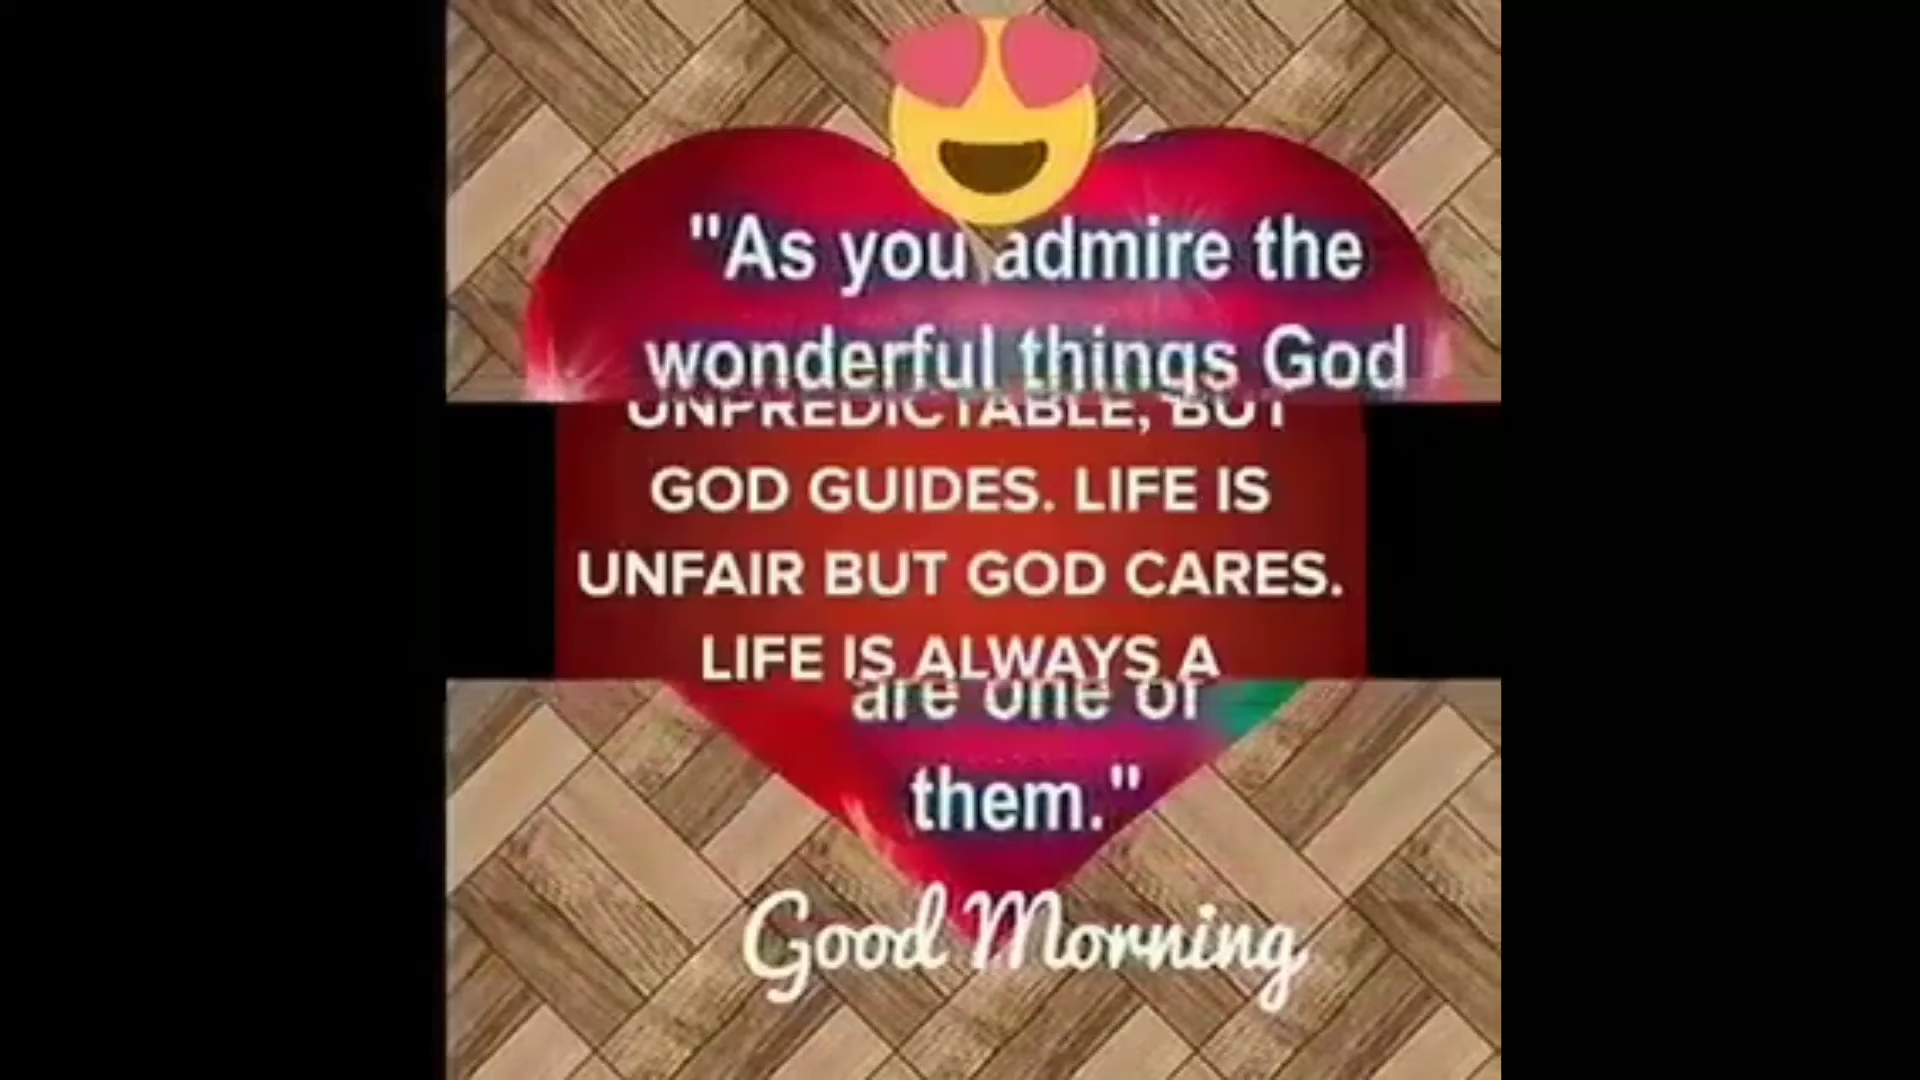 "As you admire the
wonderful things God
UNPREDICTABLE, BUT
GOD GUIDES. LIFE IS
UNFAIR BUT GOD CARES.
LIFE IS ALWAYS A
are one of
them."
Good Morning